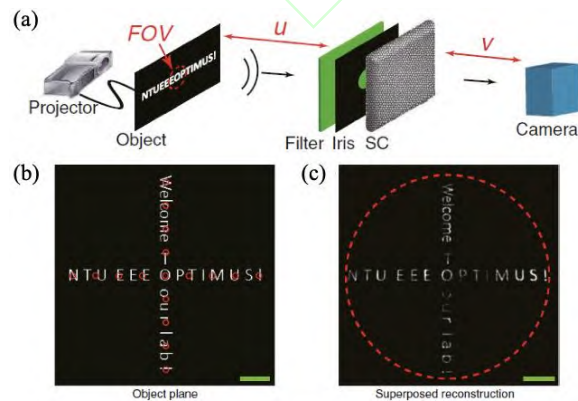 (a)
FOV
u
v
NTUEEEOPTIMUS!
Projector
Object
Filter Iris SC
Camera
(b)
Welcome To our lab!
NTU EEE OPTIMUS!
Object plane
(c)
Welcome To our lab!
NTU EEE OPTIMUS!
Superposed reconstruction